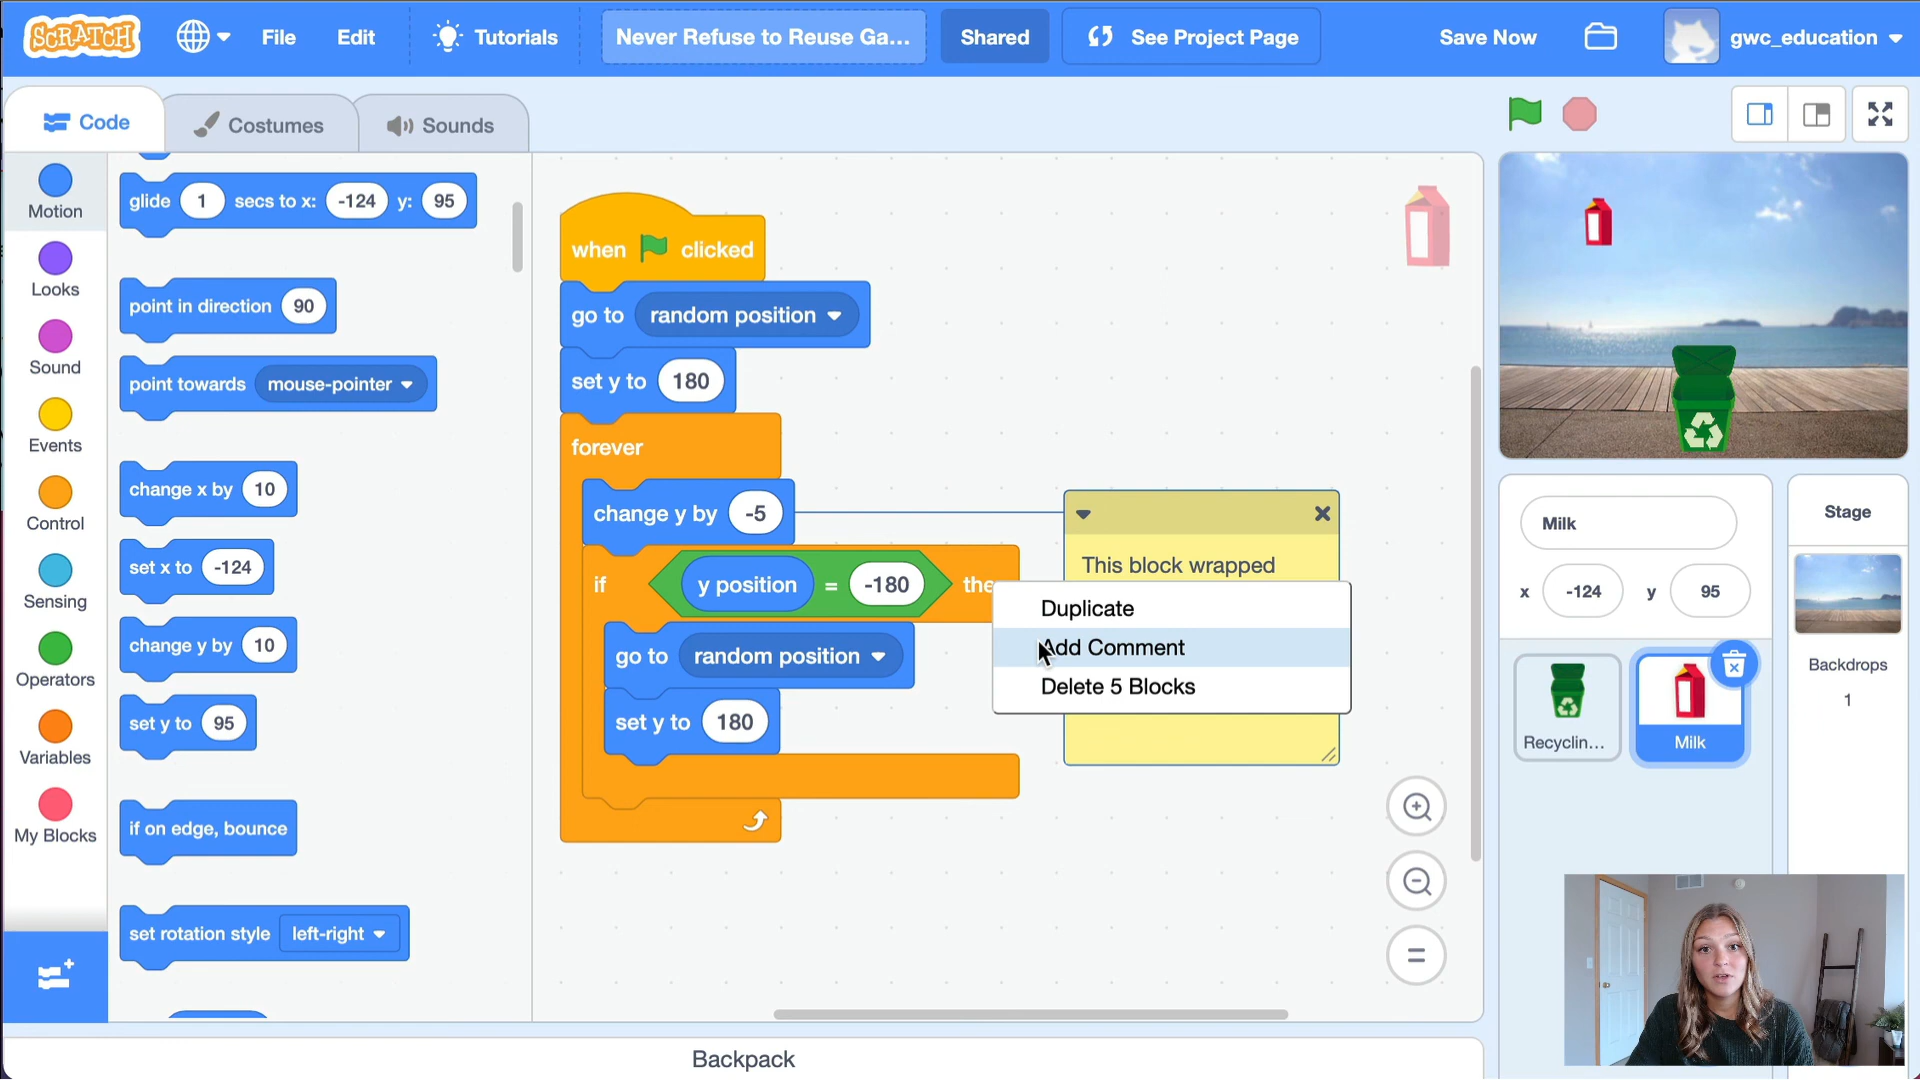 SCRATCH
File
Edit
Tutorials
Never Refuse to Reuse Ga...
Shared
See Project Page
Save Now
gwc_education
Code
Costumes
Sounds
Motion
Looks
Sound
Events
Control
Sensing
Operators
Variables
My Blocks
glide 1 secs to x: -124 y: 95
point in direction 90
point towards mouse-pointer
change x by 10
set x to -124
change y by 10
set y to 95
if on edge, bounce
set rotation style left-right
when clicked
go to random position
set y to 180
forever
change y by -5
if y position = -180 the
go to random position
set y to 180
This block wrapped
Duplicate
Add Comment
Delete 5 Blocks
Milk
x -124 y 95
Recyclin...
Milk
Stage
Backdrops
1
Backpack